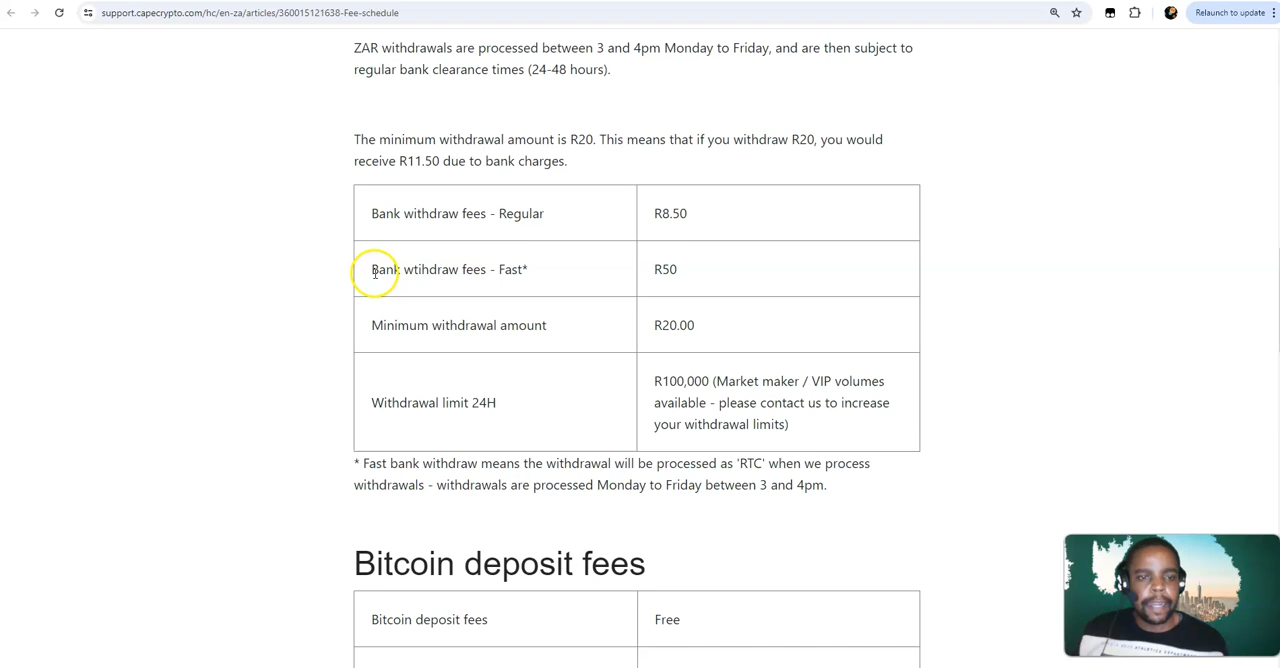 support.capecrypto.com/hc/en-za/articles/360015121638-Fee-schedule
Relaunch to update
ZAR withdrawals are processed between 3 and 4pm Monday to Friday, and are then subject to
regular bank clearance times (24-48 hours).
The minimum withdrawal amount is R20. This means that if you withdraw R20, you would
receive R11.50 due to bank charges.
Bank withdraw fees - Regular
R8.50
Bank wtihdraw fees - Fast*
R50
Minimum withdrawal amount
R20.00
Withdrawal limit 24H
R100,000 (Market maker / VIP volumes
available - please contact us to increase
your withdrawal limits)
* Fast bank withdraw means the withdrawal will be processed as 'RTC' when we process
withdrawals - withdrawals are processed Monday to Friday between 3 and 4pm.
Bitcoin deposit fees
Bitcoin deposit fees
Free